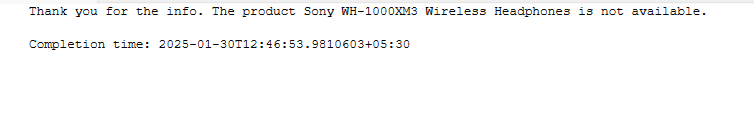 Thank you for the info. The product Sony WH-1000XM3 Wireless Headphones is not available.
Completion time: 2025-01-30T12:46:53.9810603+05:30